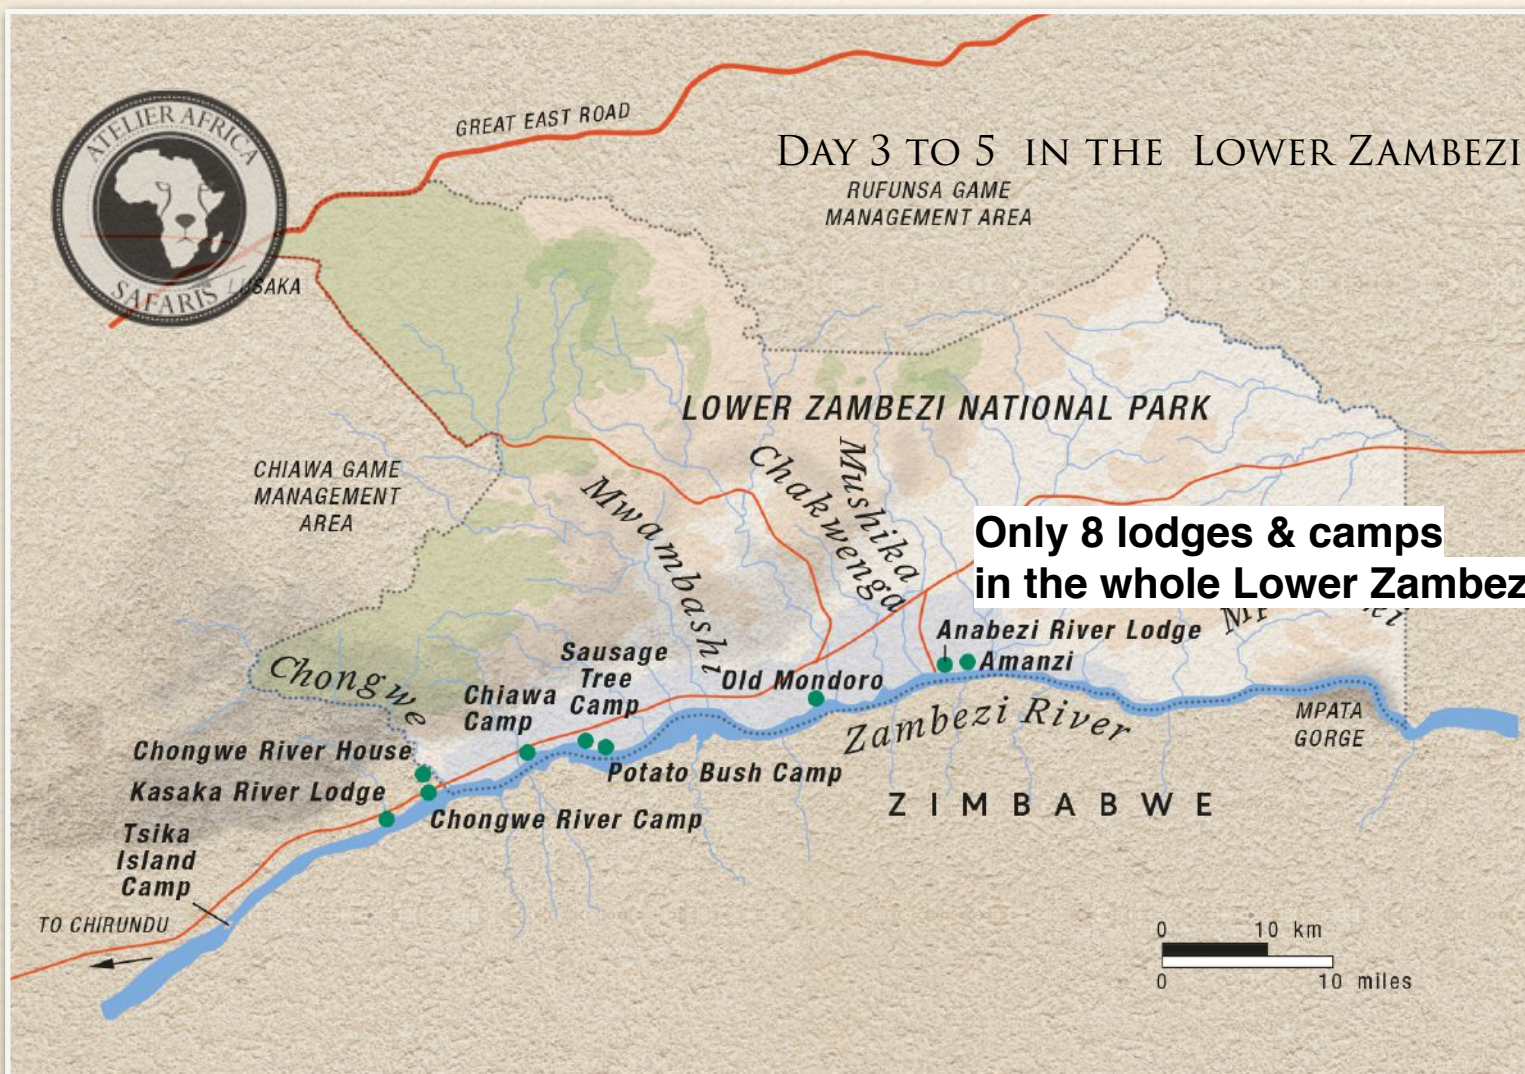 GREAT EAST ROAD
ATELIER AFRICA
SAFARIS
DAY 3 TO 5 IN THE LOWER ZAMBEZI
RUFUNSA GAME
MANAGEMENT AREA
LUSAKA
LOWER ZAMBEZI NATIONAL PARK
CHIAWA GAME
MANAGEMENT
AREA
Mwambashi
Chakwenga
Mushika
Only 8 lodges & camps
in the whole Lower Zambez
Anabezi River Lodge
Amanzi
Sausage
Tree
Camp
Old Mondoro
Chiawa
Camp
Chongwe
Zambezi River
MPATA
GORGE
Chongwe River House
Potato Bush Camp
Kasaka River Lodge
ZIMBABWE
Chongwe River Camp
Tsika
Island
Camp
TO CHIRUNDU
0 10 km
0 10 miles